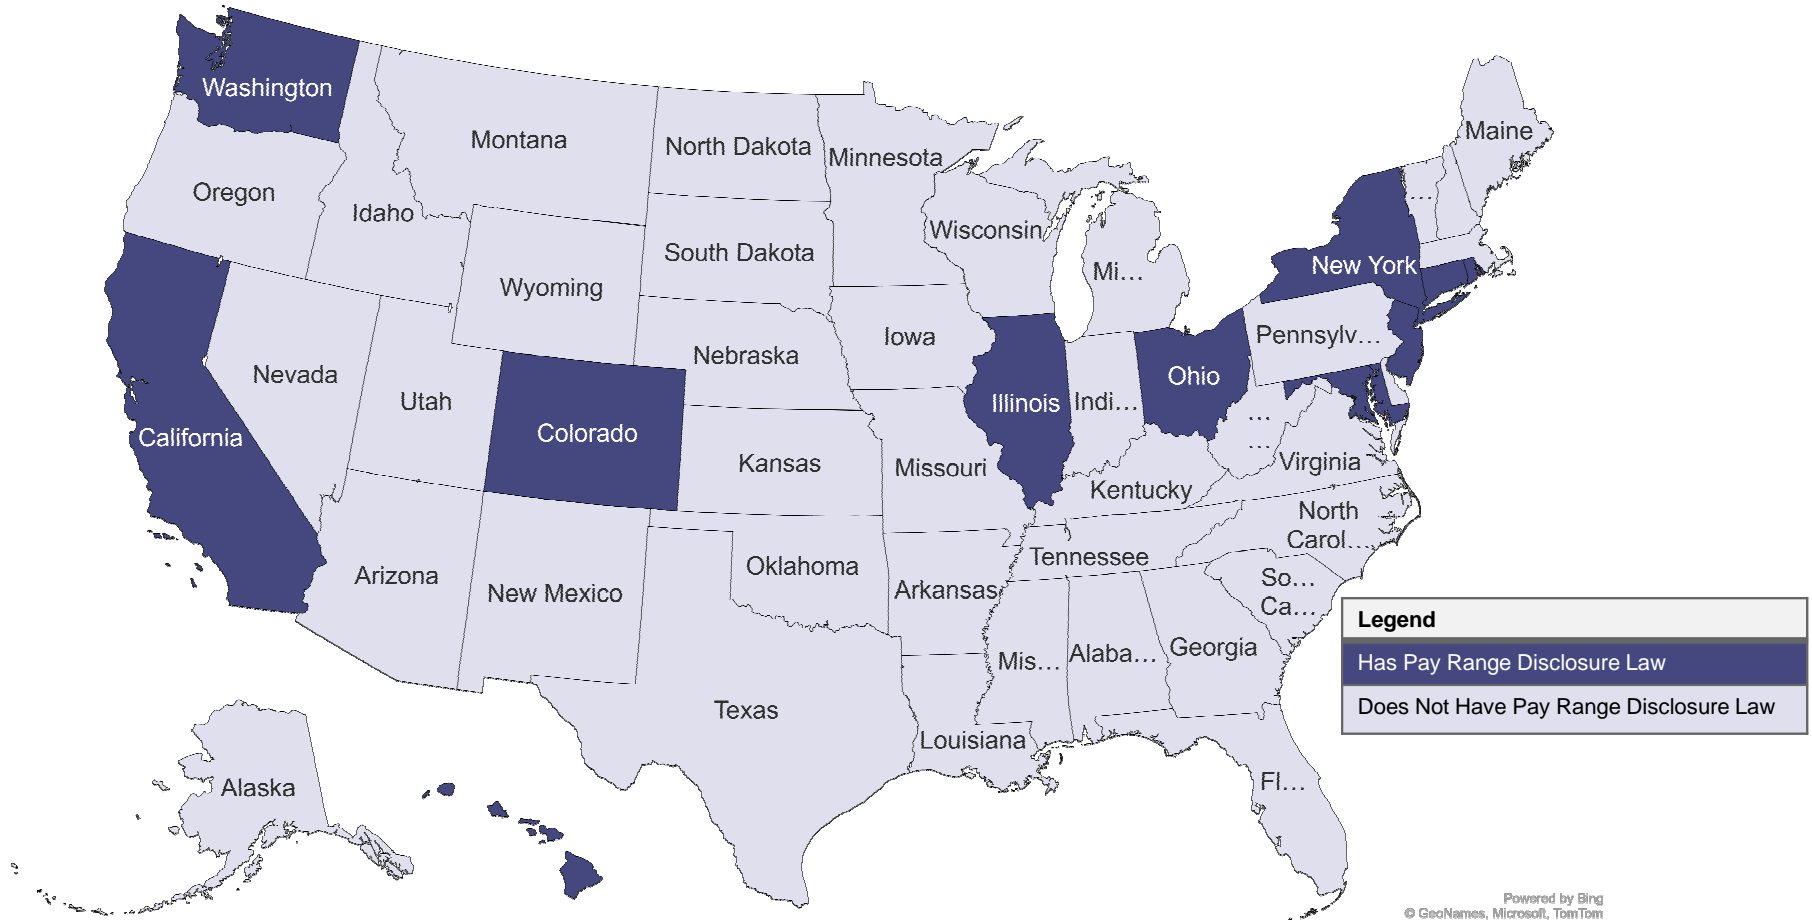 Washington
Montana
North Dakota
Minnesota
Maine
Oregon
Idaho
...
Wisconsin
South Dakota
Wyoming
Mi...
New York
Iowa
Pennsylv...
Nebraska
Nevada
Utah
Ohio
Indi...
Illinois
California
Colorado
...
...
Kansas
Missouri
Virginia
Kentucky
North
Carol...
Tennessee
Oklahoma
Arizona
New Mexico
Arkansas
So...
Ca...
Mis...
Alaba...
Georgia
Texas
Louisiana
Fl...
Alaska
Legend
Has Pay Range Disclosure Law
Does Not Have Pay Range Disclosure Law
Powered by Bing
© GeoNames, Microsoft, TomTom